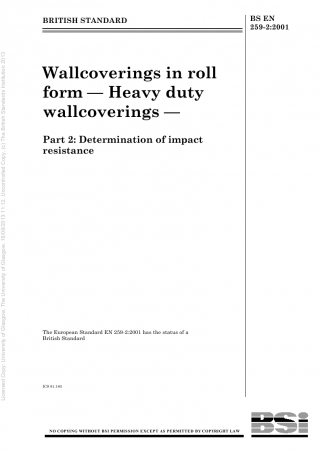 BRITISH STANDARD
BS EN
259-2:2001
Wallcoverings in roll
form — Heavy duty
wallcoverings —
Part 2: Determination of impact
resistance
The European Standard EN 259-2:2001 has the status of a
British Standard
NO COPYING WITHOUT BSI PERMISSION EXCEPT AS PERMITTED BY COPYRIGHT LAW
BSi